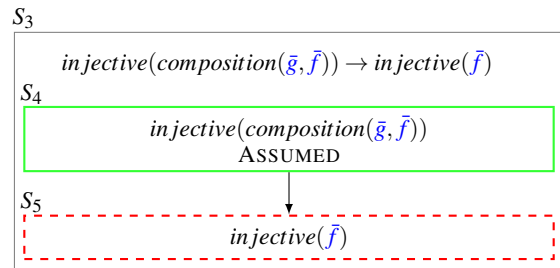 S₃
injective(composition(ḡ, f̄)) → injective(f̄)
S₄
injective(composition(ḡ, f̄))
ASSUMED
S₅
injective(f̄)